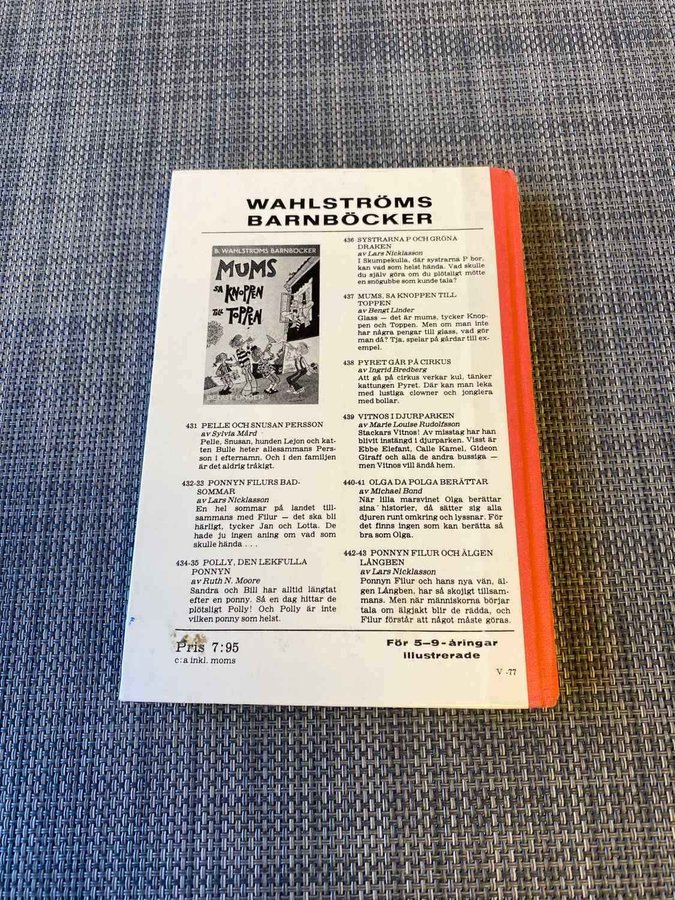 WAHLSTRÖMS
BARNBÖCKER
B. WAHLSTRÖMS BARNBÖCKER
MUMS
SA KNOPPEN
TILL TOPPEN
BENGT LINDER
431 PELLE OCH SNUSAN PERSSON
av Sylvia Mård
Pelle, Snusan, hunden Lejon och kat-
ten Bulle heter allesammans Pers-
son i efternamn. Och i den familjen
är det aldrig tråkigt.
432-33 PONNYN FILURS BAD-
SOMMAR
av Lars Nicklasson
En hel sommar på landet till-
sammans med Filur — det ska bli
härligt, tycker Jan och Lotta. De
hade ju ingen aning om vad som
skulle hända . . .
434-35 POLLY, DEN LEKFULLA
PONNYN
av Ruth N. Moore
Sandra och Bill har alltid längtat
efter en ponny. Så en dag hittar de
plötsligt Polly! Och Polly är inte
vilken ponny som helst.
436 SYSTRARNA P OCH GRÖNA
DRAKEN
av Lars Nicklasson
I Skumpekulla, där systrarna P bor,
kan vad som helst hända. Vad skulle
du själv göra om du plötsligt mötte
en snögubbe som kunde tala?
437 MUMS, SA KNOPPEN TILL
TOPPEN
av Bengt Linder
Glass — det är mums, tycker Knop-
pen och Toppen. Men om man inte
har några pengar till glass, vad gör
man då? Tja, spelar på gårdar till ex-
empel.
438 PYRET GÅR PÅ CIRKUS
av Ingrid Bredberg
Att gå på cirkus verkar kul, tänker
kattungen Pyret. Där kan man leka
med lustiga clowner och jonglera
med bollar.
439 VITNOS I DJURPARKEN
av Marie Louise Rudolfsson
Stackars Vitnos! Av misstag har han
blivit instängd i djurparken. Visst är
Ebbe Elefant, Calle Kamel, Gideon
Giraff och alla de andra bussiga —
men Vitnos vill ändå hem.
440-41 OLGA DA POLGA BERÄTTAR
av Michael Bond
När lilla marsvinet Olga berättar
sina historier, då sätter sig alla
djuren runt omkring och lyssnar. För
det finns ingen som kan berätta så
bra som Olga.
442-43 PONNYN FILUR OCH ÄLGEN
LÅNGBEN
av Lars Nicklasson
Ponnyn Filur och hans nya vän, äl-
gen Långben, har så skojigt tillsam-
mans. Men när människorna börjar
tala om älgjakt blir de rädda, och
Filur förstår att något måste göras.
Pris 7:95
c:a inkl. moms
För 5–9-åringar
illustrerade
V -77